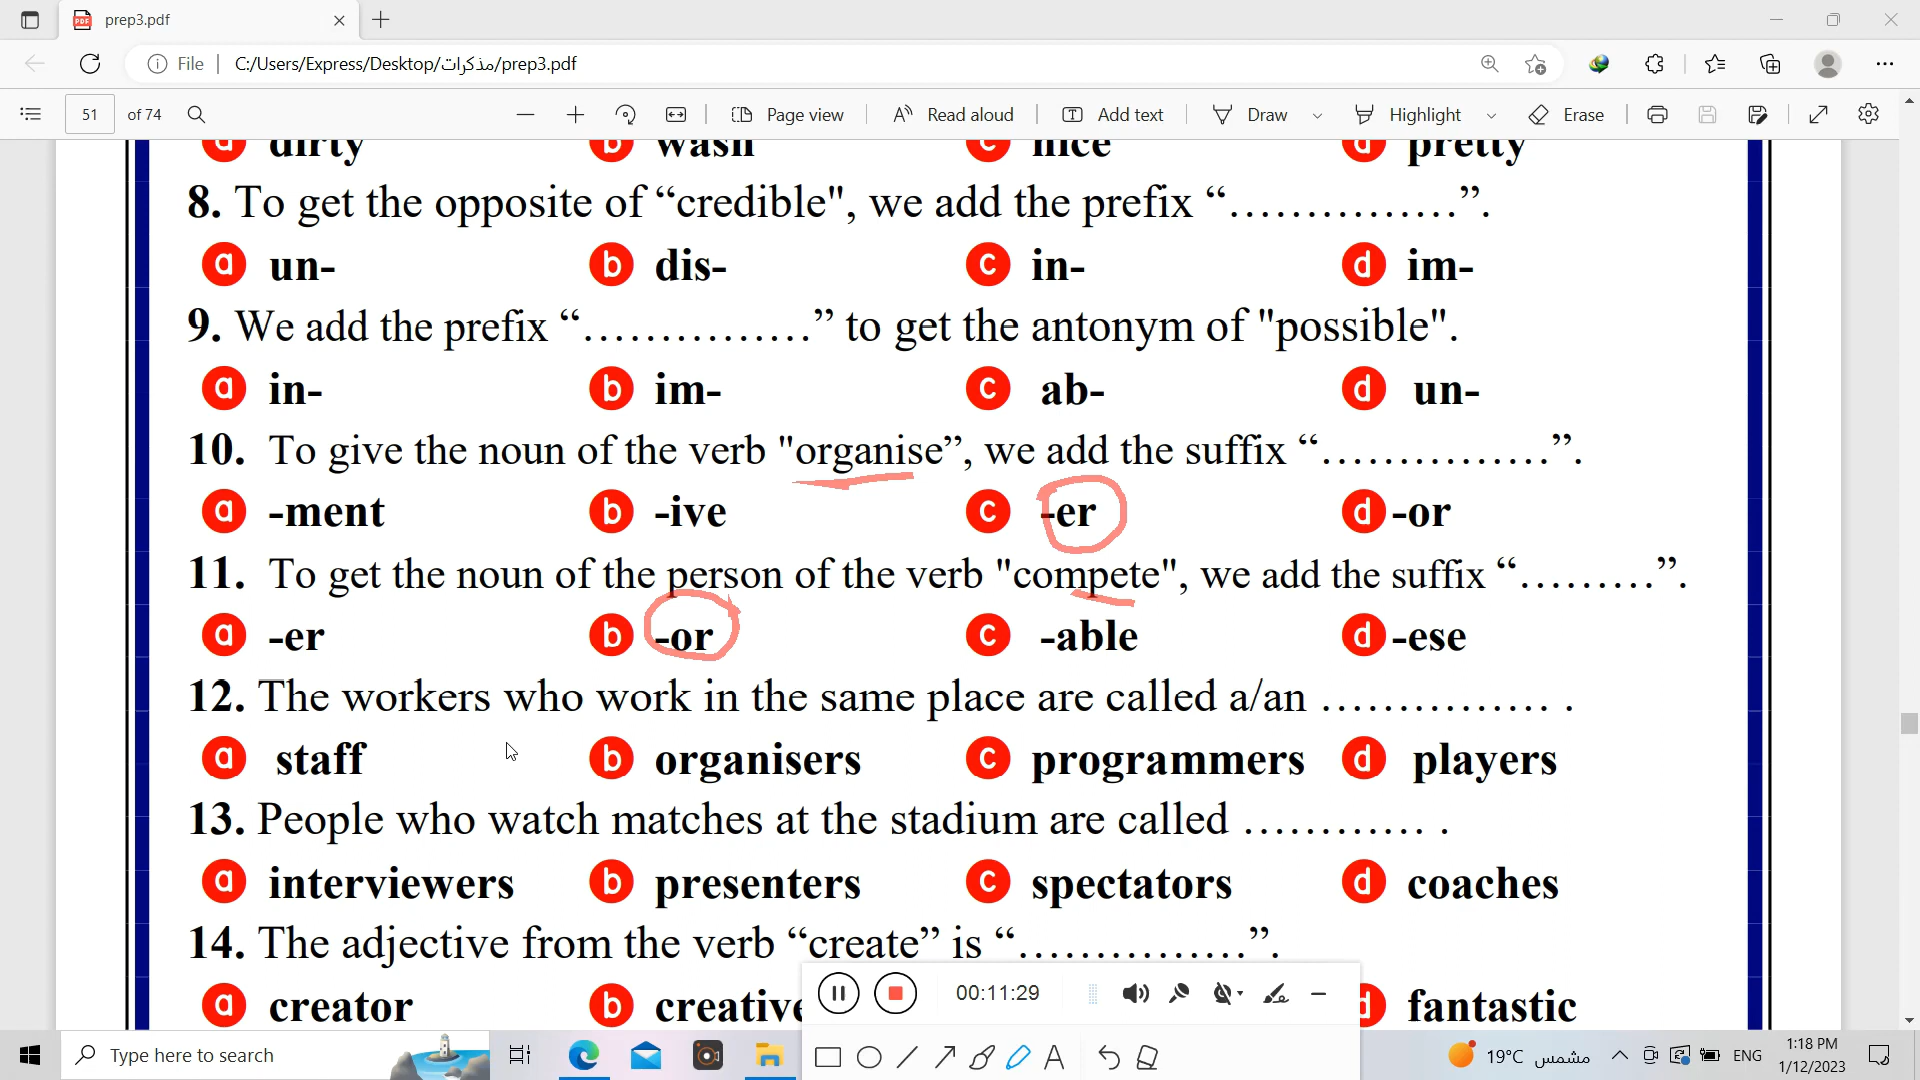 prep3.pdf
File | C:/Users/Express/Desktop/مذكرات/prep3.pdf
51 of 74 Page view Read aloud Add text Draw Highlight Erase
a dirty b wash c nice d pretty
8. To get the opposite of “credible", we add the prefix “……………”.
a un- b dis- c in- d im-
9. We add the prefix “……………” to get the antonym of "possible".
a in- b im- c ab- d un-
10. To give the noun of the verb "organise”, we add the suffix “……………”.
a -ment b -ive c -er d -or
11. To get the noun of the person of the verb "compete", we add the suffix “………”.
a -er b -or c -able d -ese
12. The workers who work in the same place are called a/an …………… .
a staff b organisers c programmers d players
13. People who watch matches at the stadium are called ………… .
a interviewers b presenters c spectators d coaches
14. The adjective from the verb “create” is “……………”.
a creator b creative d fantastic
00:11:29
Type here to search
19°C مشمس ENG 1:18 PM
1/12/2023